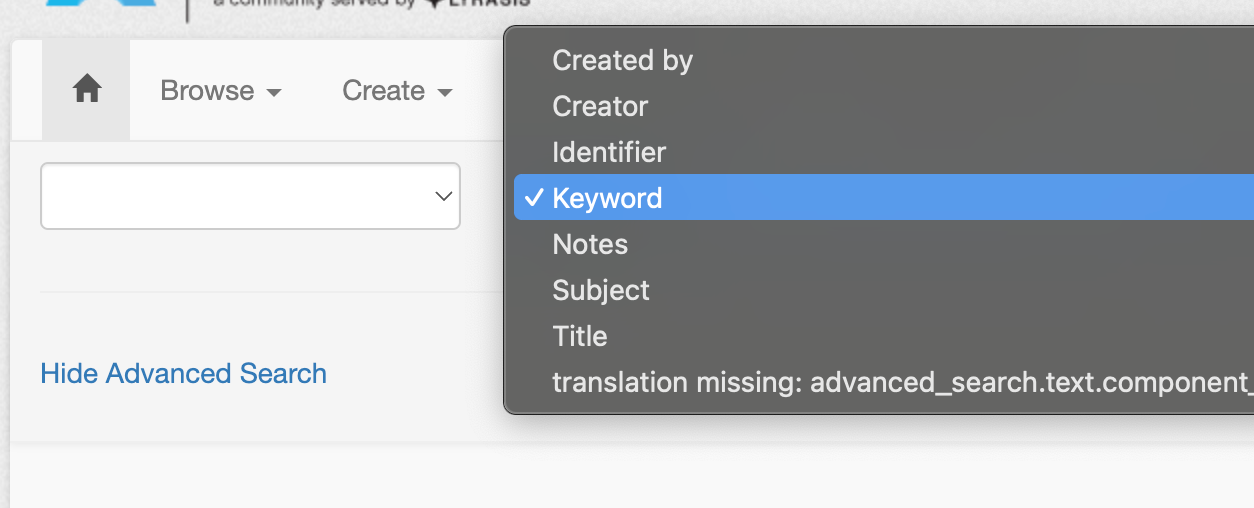 a community served by LYRASIS
Browse
Create
Created by
Creator
Identifier
Keyword
Notes
Subject
Title
translation missing: advanced_search.text.component_
Hide Advanced Search